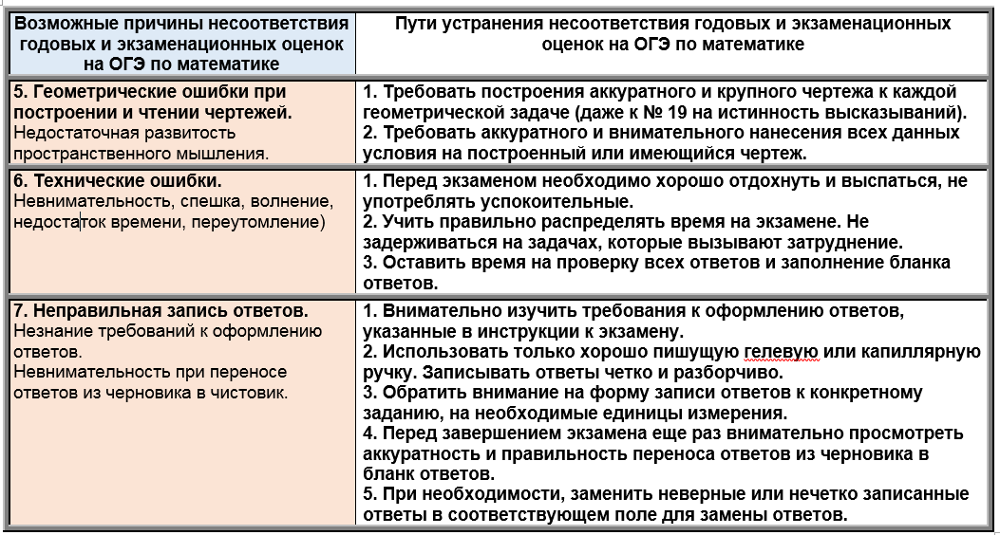 Возможные причины несоответствия
годовых и экзаменационных оценок
на ОГЭ по математике
Пути устранения несоответствия годовых и экзаменационных
оценок на ОГЭ по математике
5. Геометрические ошибки при
построении и чтении чертежей.
Недостаточная развитость
пространственного мышления.
1. Требовать построения аккуратного и крупного чертежа к каждой
геометрической задаче (даже к № 19 на истинность высказываний).
2. Требовать аккуратного и внимательного нанесения всех данных
условия на построенный или имеющийся чертеж.
6. Технические ошибки.
Невнимательность, спешка, волнение,
недостаток времени, переутомление)
1. Перед экзаменом необходимо хорошо отдохнуть и выспаться, не
употреблять успокоительные.
2. Учить правильно распределять время на экзамене. Не
задерживаться на задачах, которые вызывают затруднение.
3. Оставить время на проверку всех ответов и заполнение бланка
ответов.
7. Неправильная запись ответов.
Незнание требований к оформлению
ответов.
Невнимательность при переносе
ответов из черновика в чистовик.
1. Внимательно изучить требования к оформлению ответов,
указанные в инструкции к экзамену.
2. Использовать только хорошо пишущую гелевую или капиллярную
ручку. Записывать ответы четко и разборчиво.
3. Обратить внимание на форму записи ответов к конкретному
заданию, на необходимые единицы измерения.
4. Перед завершением экзамена еще раз внимательно просмотреть
аккуратность и правильность переноса ответов из черновика в
бланк ответов.
5. При необходимости, заменить неверные или нечетко записанные
ответы в соответствующем поле для замены ответов.